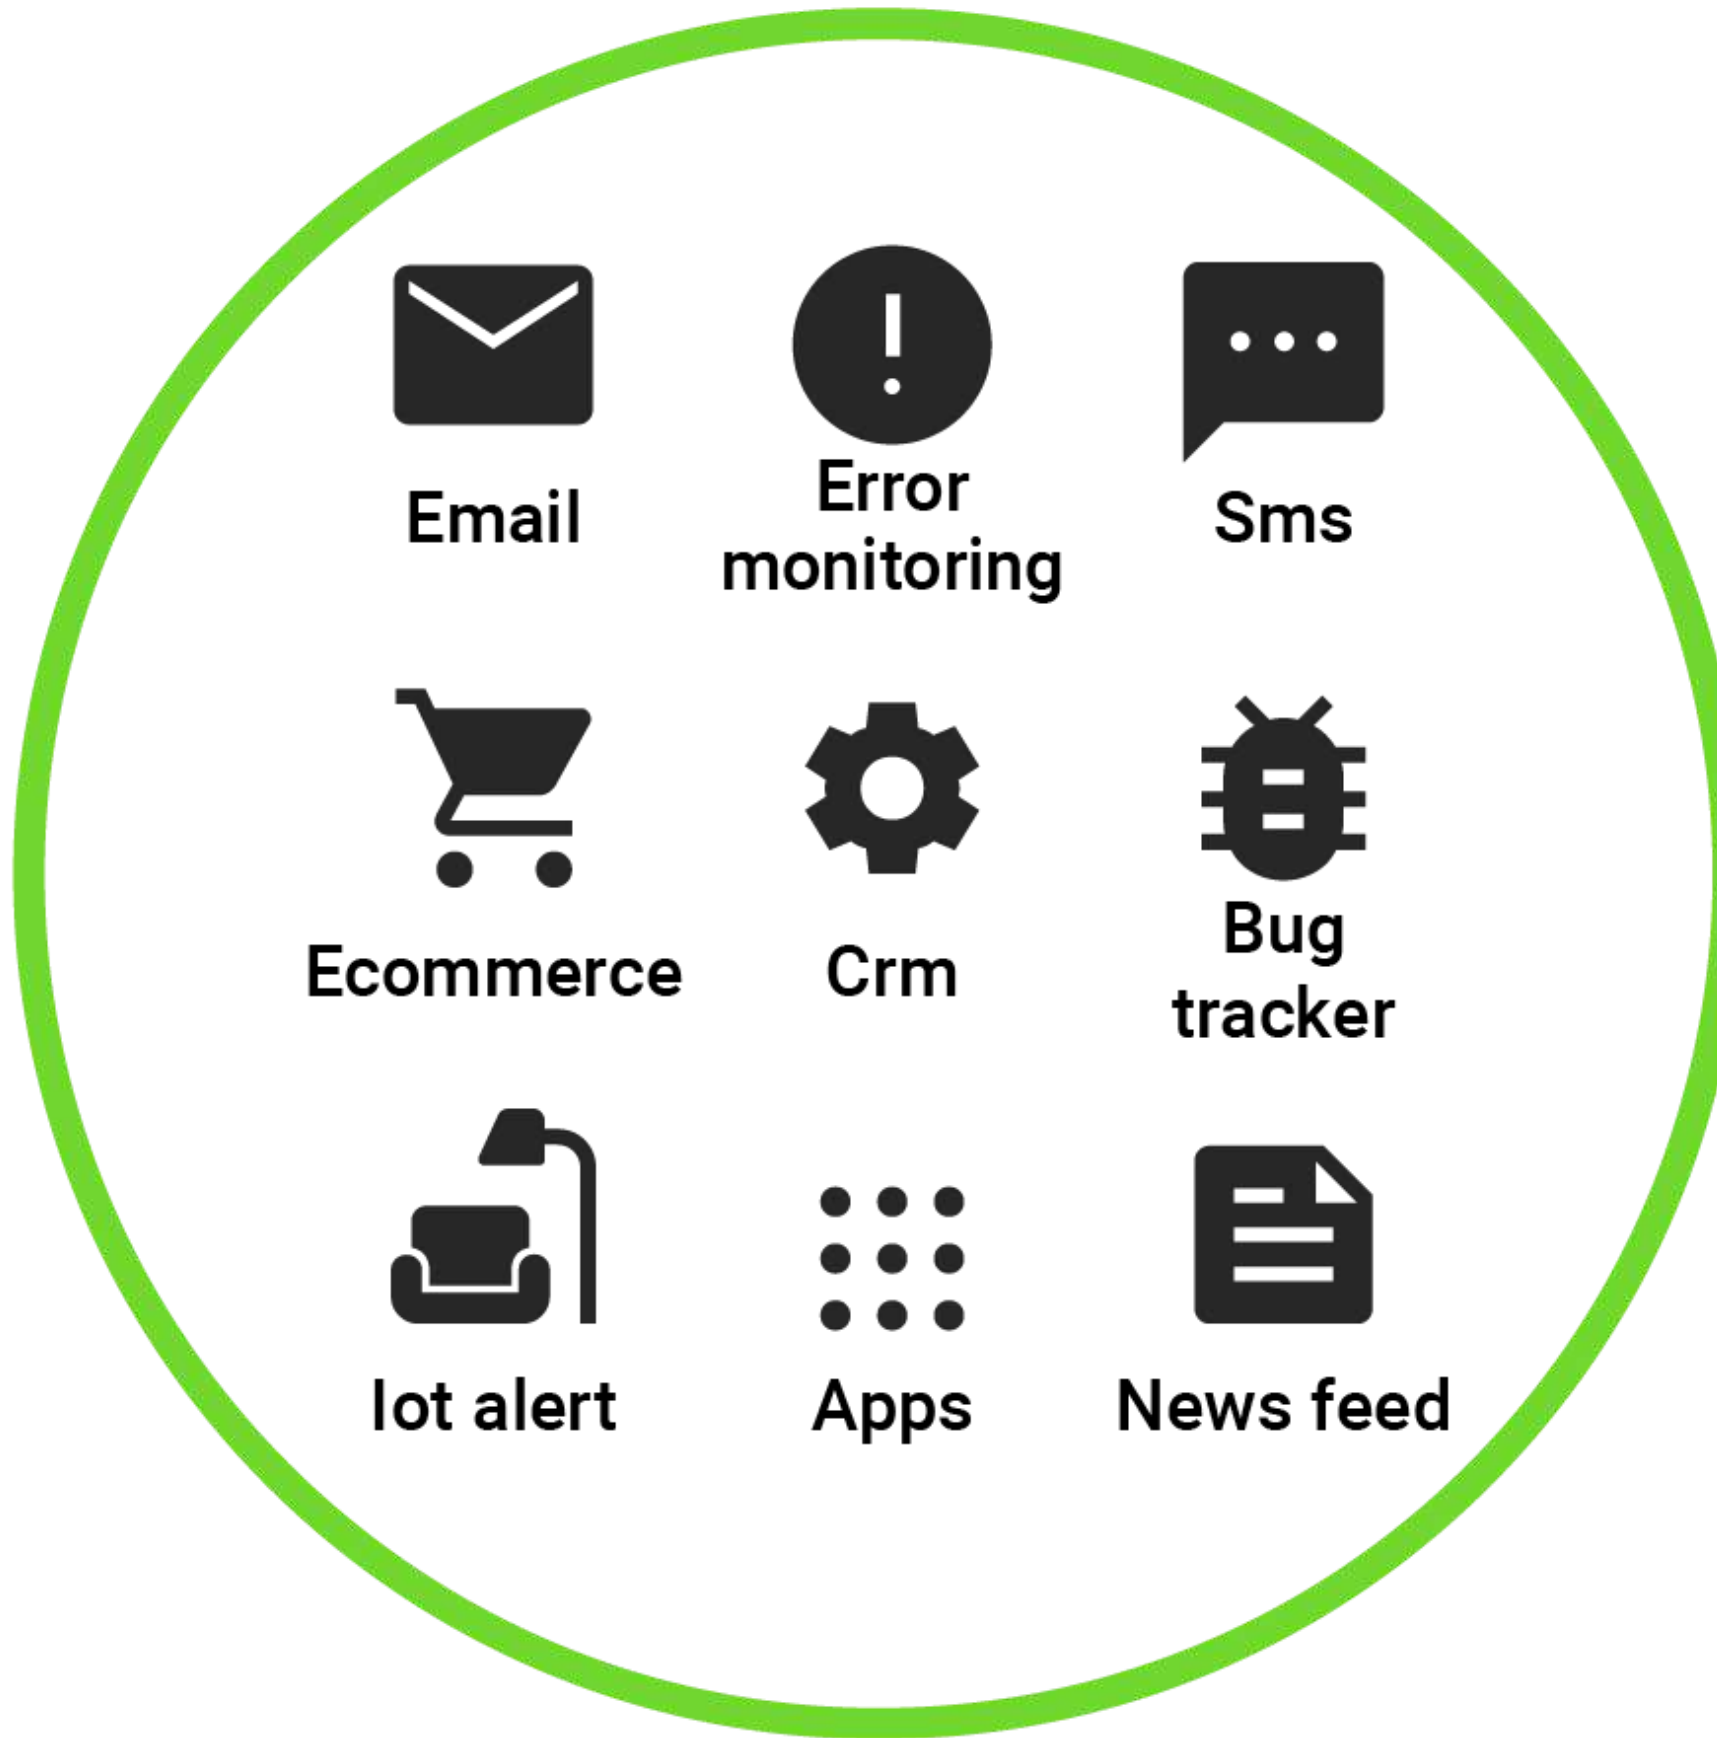 Email
Error
monitoring
Sms
Ecommerce
Crm
Bug
tracker
Iot alert
Apps
News feed